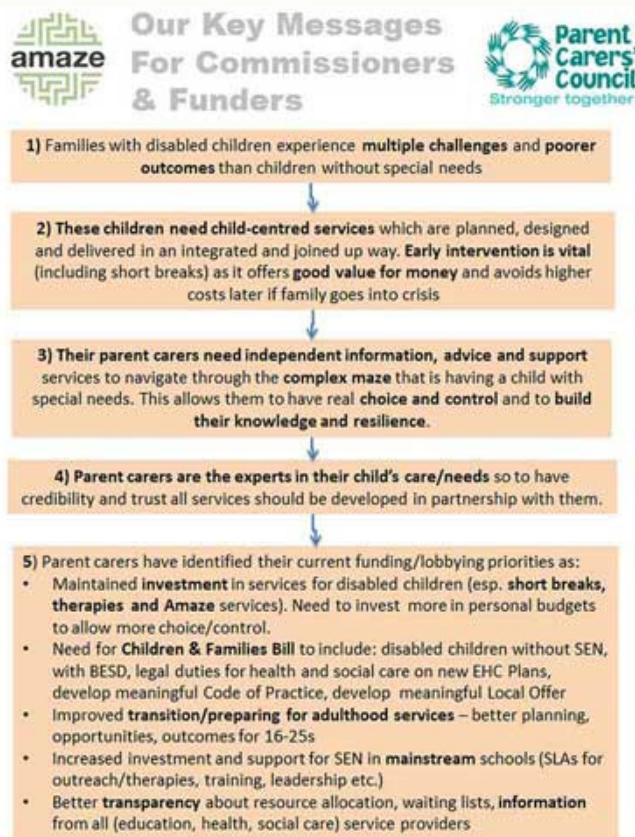 amaze
Our Key Messages
For Commissioners
& Funders
Parent
Carers'
Council
Stronger together
1) Families with disabled children experience multiple challenges and poorer
outcomes than children without special needs
2) These children need child-centred services which are planned, designed
and delivered in an integrated and joined up way. Early intervention is vital
(including short breaks) as it offers good value for money and avoids higher
costs later if family goes into crisis
3) Their parent carers need independent information, advice and support
services to navigate through the complex maze that is having a child with
special needs. This allows them to have real choice and control and to build
their knowledge and resilience.
4) Parent carers are the experts in their child's care/needs so to have
credibility and trust all services should be developed in partnership with them.
5) Parent carers have identified their current funding/lobbying priorities as:
• Maintained investment in services for disabled children (esp. short breaks,
therapies and Amaze services). Need to invest more in personal budgets
to allow more choice/control.
• Need for Children & Families Bill to include: disabled children without SEN,
with BESD, legal duties for health and social care on new EHC Plans,
develop meaningful Code of Practice, develop meaningful Local Offer
• Improved transition/preparing for adulthood services – better planning,
opportunities, outcomes for 16-25s
• Increased investment and support for SEN in mainstream schools (SLAs for
outreach/therapies, training, leadership etc.)
• Better transparency about resource allocation, waiting lists, information
from all (education, health, social care) service providers